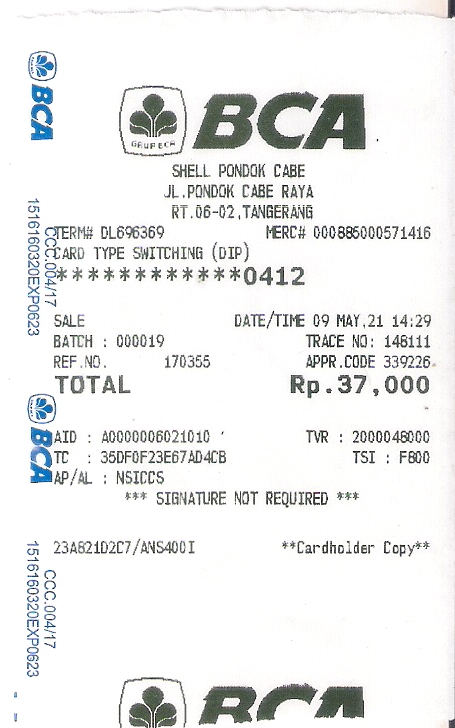 BCA
GRUP BCA
SHELL PONDOK CABE
JL.PONDOK CABE RAYA
RT.06-02,TANGERANG
TERM# DL696369 MERC# 000885000571416
CARD TYPE SWITCHING (DIP)
************0412
SALE DATE/TIME 09 MAY,21 14:29
BATCH : 000019 TRACE NO: 148111
REF.NO. 170355 APPR.CODE 339226
TOTAL Rp.37,000
AID : A0000006021010 TVR : 2000048000
TC : 35DF0F23E67AD4CB TSI : F800
AP/AL : NSICCS
*** SIGNATURE NOT REQUIRED ***
23A821D2C7/ANS400I **Cardholder Copy**
BCA
BCA
CCC.004/17
1516160320EXP0623
BCA
CCC.004/17
1516160320EXP0623